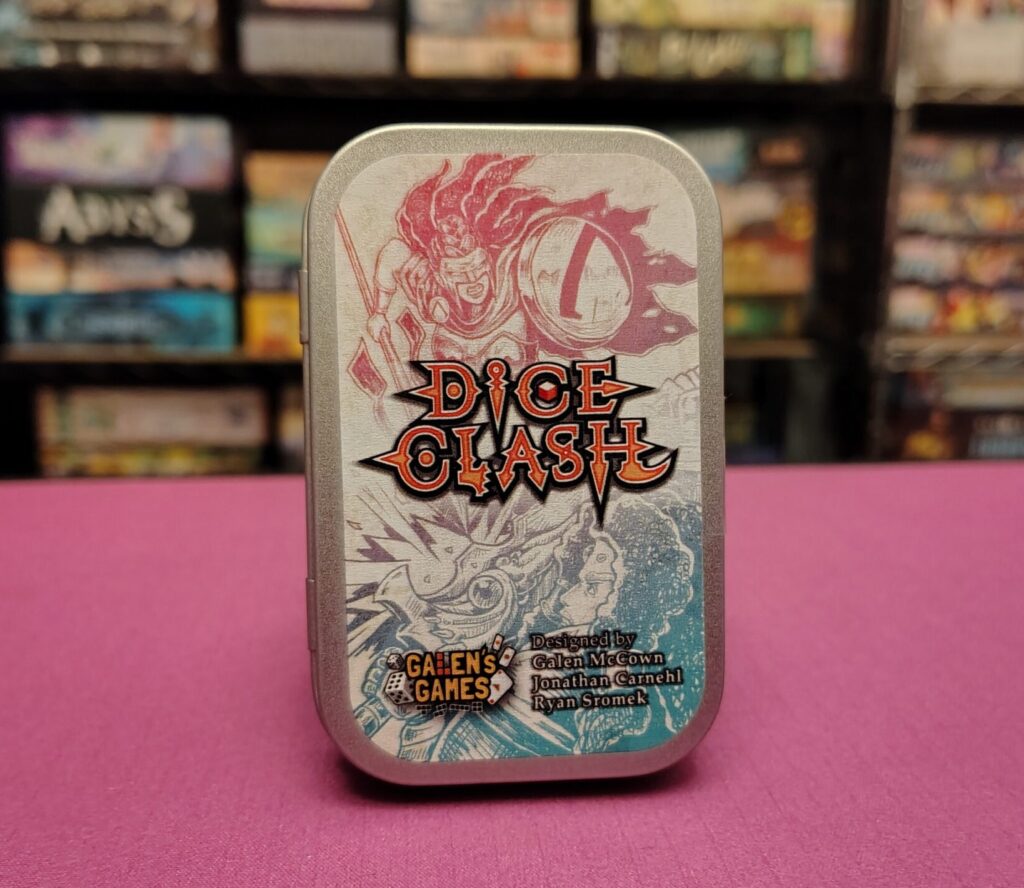 ABYSS
DICE
CLASH
GALEN'S
GAMES
Designed by
Galen McCown
Jonathan Carnehl
Ryan Sromek